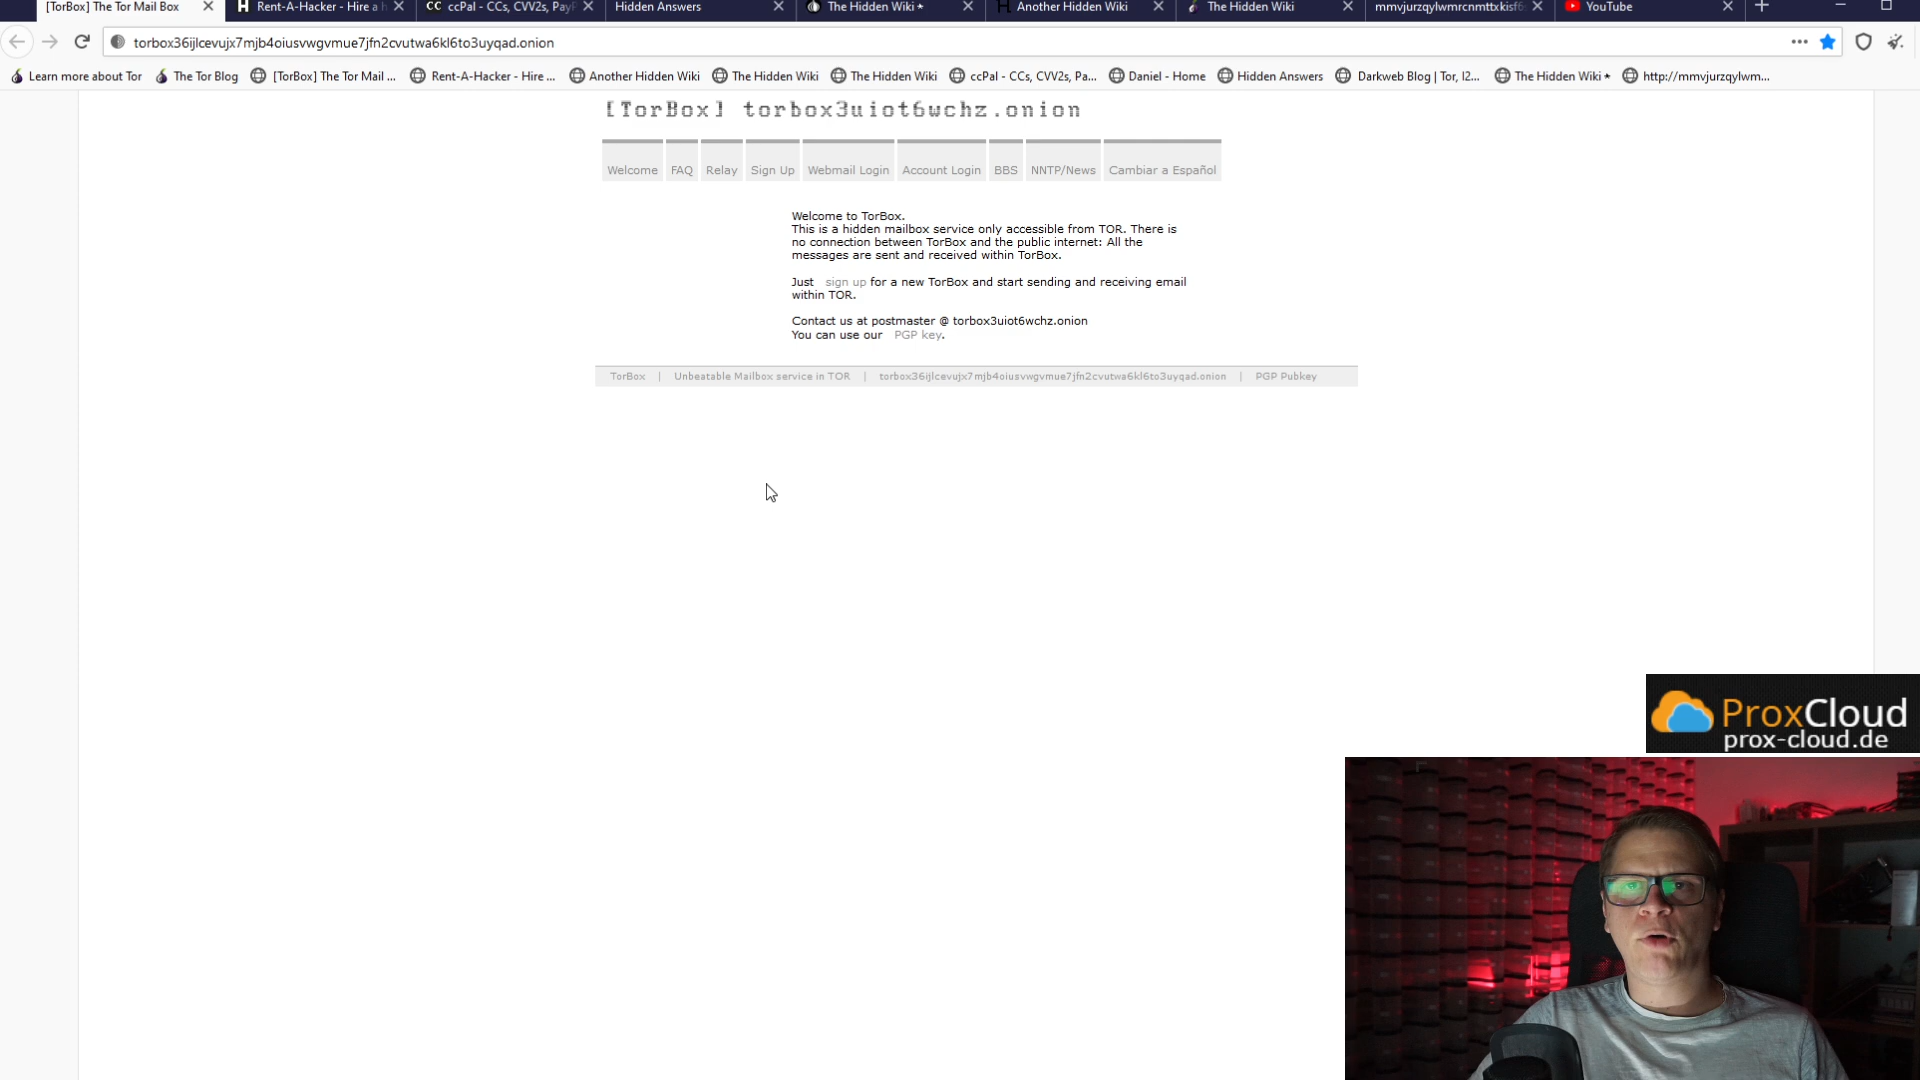 [TorBox] The Tor Mail Box
Rent-A-Hacker - Hire a h
CC ccPal - CCs, CVV2s, PayP
Hidden Answers
The Hidden Wiki *
Another Hidden Wiki
The Hidden Wiki
mmvjurzqylwmrcnmttxkisf6
YouTube
torbox36ijlcevujx7mjb4oiusvwgvmue7jfn2cvutwa6kl6to3uyqad.onion
Learn more about Tor
The Tor Blog
[TorBox] The Tor Mail ...
Rent-A-Hacker - Hire ...
Another Hidden Wiki
The Hidden Wiki
The Hidden Wiki
ccPal - CCs, CVV2s, Pa...
Daniel - Home
Hidden Answers
Darkweb Blog | Tor, I2...
The Hidden Wiki *
http://mmvjurzqylwm...
[TorBox] torbox3uiot6wchz.onion
Welcome
FAQ
Relay
Sign Up
Webmail Login
Account Login
BBS
NNTP/News
Cambiar a Español
Welcome to TorBox.
This is a hidden mailbox service only accessible from TOR. There is
no connection between TorBox and the public internet: All the
messages are sent and received within TorBox.
Just sign up for a new TorBox and start sending and receiving email
within TOR.
Contact us at postmaster @ torbox3uiot6wchz.onion
You can use our PGP key.
TorBox | Unbeatable Mailbox service in TOR | torbox36ijlcevujx7mjb4oiusvwgvmue7jfn2cvutwa6kl6to3uyqad.onion | PGP Pubkey
ProxCloud
prox-cloud.de